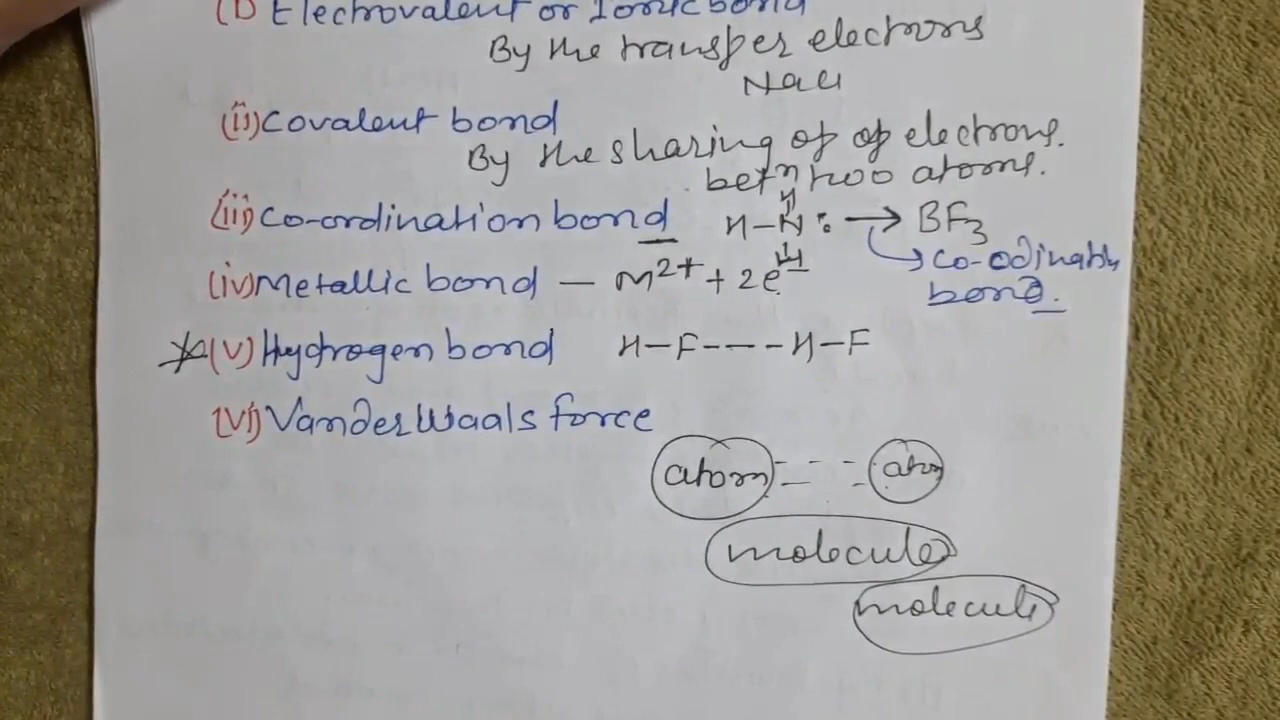 (i) Electrovalent or Ionic bond
By the transfer electrons
NaCl
(ii) Covalent bond
By the sharing of of electrons.
betn two atoms.
(iii) Co-ordination bond H-N: → BF3
H
H
Co-odinably
bond.
(iv) Metallic bond - M2+ + 2e-
(v) Hydrogen bond H-F----H-F
(vi) Vander Waals force
atom --- atm
molecule
molecule